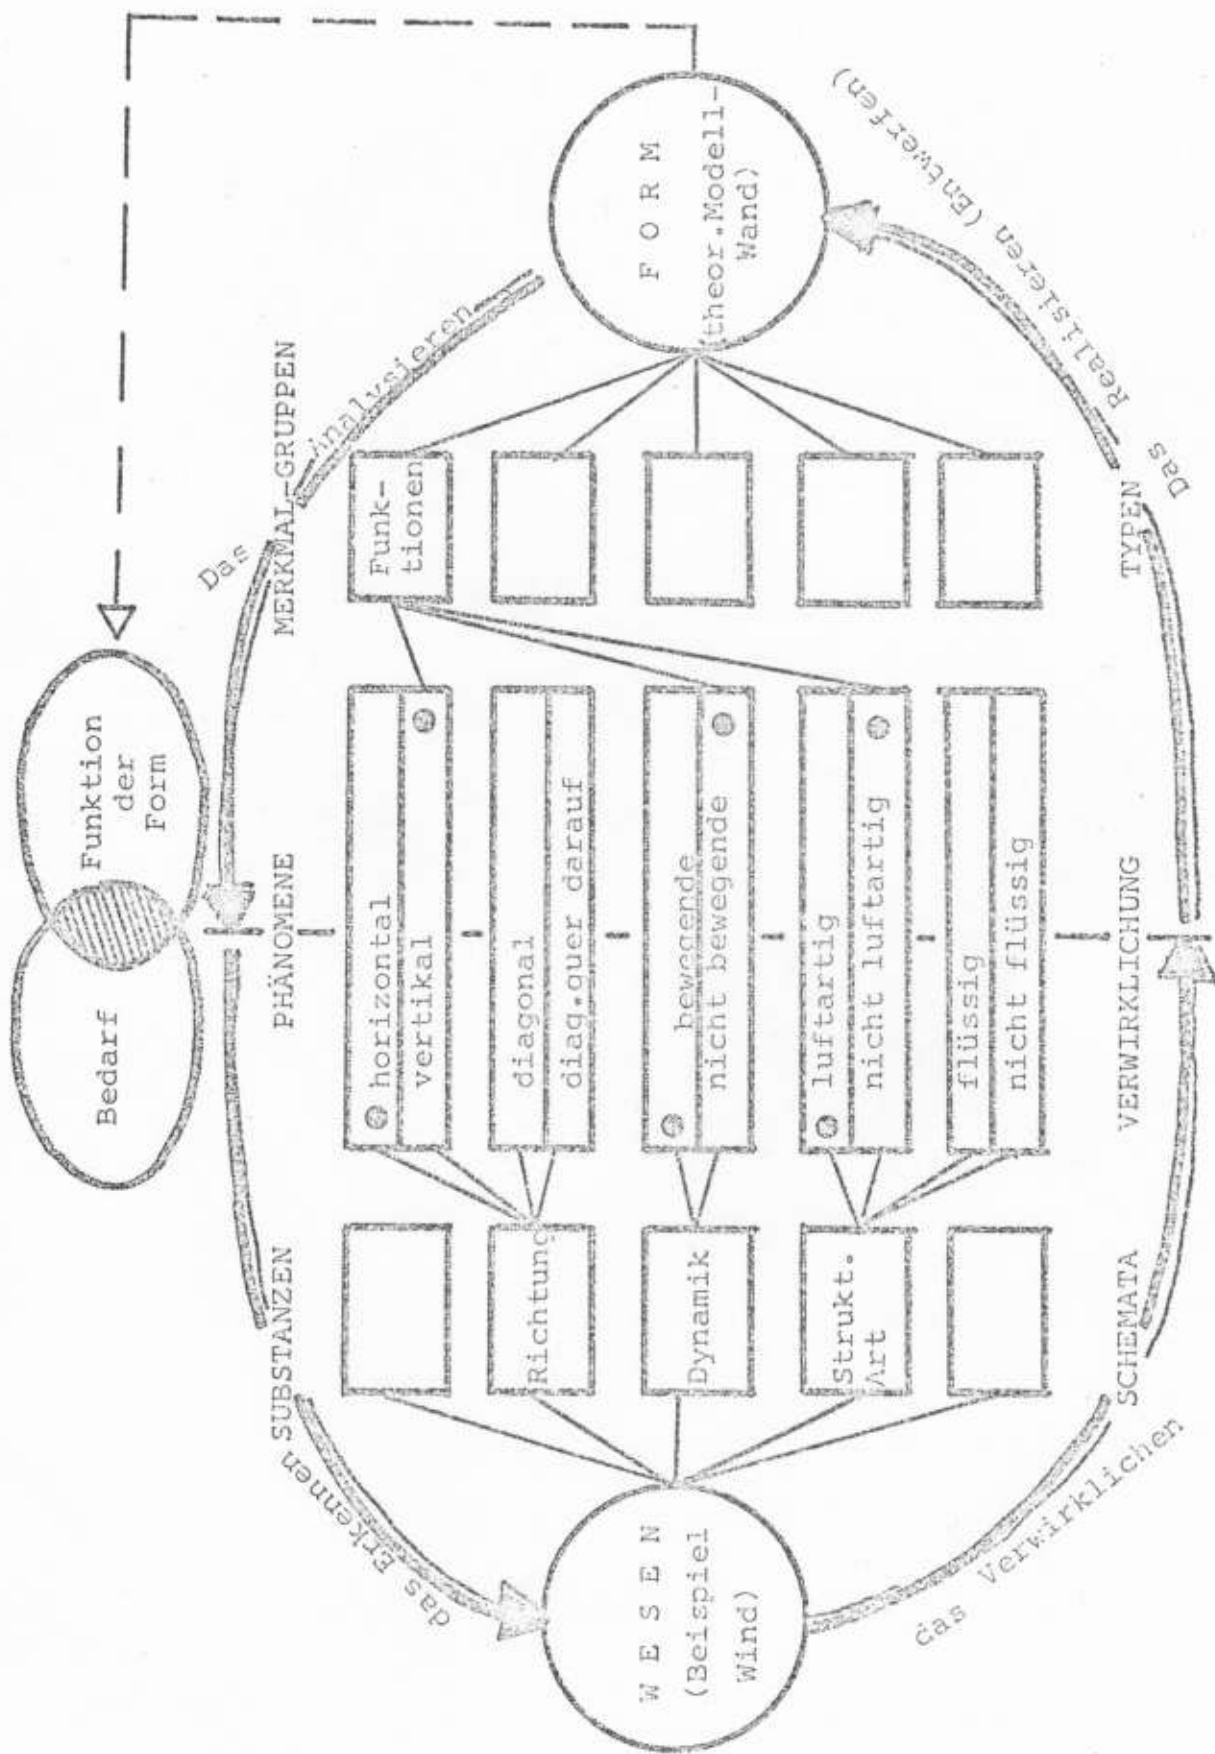 Bedarf
Funktion
der
Form
SUBSTANZEN
PHÄNOMENE
MERKMAL-GRUPPEN
das Erkennen
Das Analysieren
W E S E N
(Beispiel
Wind)
Richtung
Dynamik
Strukt.
Art
horizontal
vertikal
diagonal
diag.quer darauf
bewegende
nicht bewegende
luftartig
nicht luftartig
flüssig
nicht flüssig
Funk-
tionen
F O R M
(theor.Modell-
Wand)
SCHEMATA
VERWIRKLICHUNG
TYPEN
das Verwirklichen
Das Realisieren (Entwerfen)